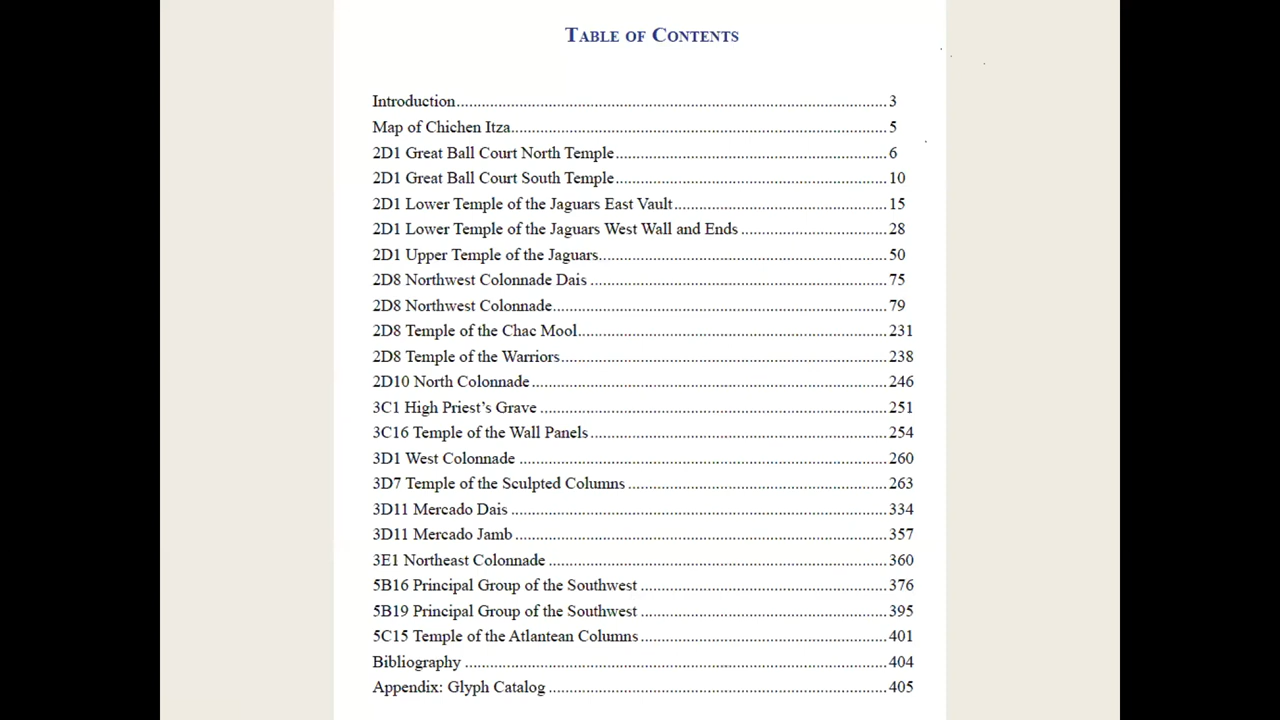 Table of Contents
Introduction....................................................................................................... 3
Map of Chichen Itza.......................................................................................... 5
2D1 Great Ball Court North Temple................................................................. 6
2D1 Great Ball Court South Temple................................................................. 10
2D1 Lower Temple of the Jaguars East Vault................................................... 15
2D1 Lower Temple of the Jaguars West Wall and Ends ................................... 28
2D1 Upper Temple of the Jaguars..................................................................... 50
2D8 Northwest Colonnade Dais ....................................................................... 75
2D8 Northwest Colonnade................................................................................ 79
2D8 Temple of the Chac Mool.......................................................................... 231
2D8 Temple of the Warriors.............................................................................. 238
2D10 North Colonnade ..................................................................................... 246
3C1 High Priest's Grave ................................................................................... 251
3C16 Temple of the Wall Panels ....................................................................... 254
3D1 West Colonnade ........................................................................................ 260
3D7 Temple of the Sculpted Columns .............................................................. 263
3D11 Mercado Dais .......................................................................................... 334
3D11 Mercado Jamb ......................................................................................... 357
3E1 Northeast Colonnade ................................................................................. 360
5B16 Principal Group of the Southwest ........................................................... 376
5B19 Principal Group of the Southwest ........................................................... 395
5C15 Temple of the Atlantean Columns ........................................................... 401
Bibliography ..................................................................................................... 404
Appendix: Glyph Catalog ................................................................................. 405